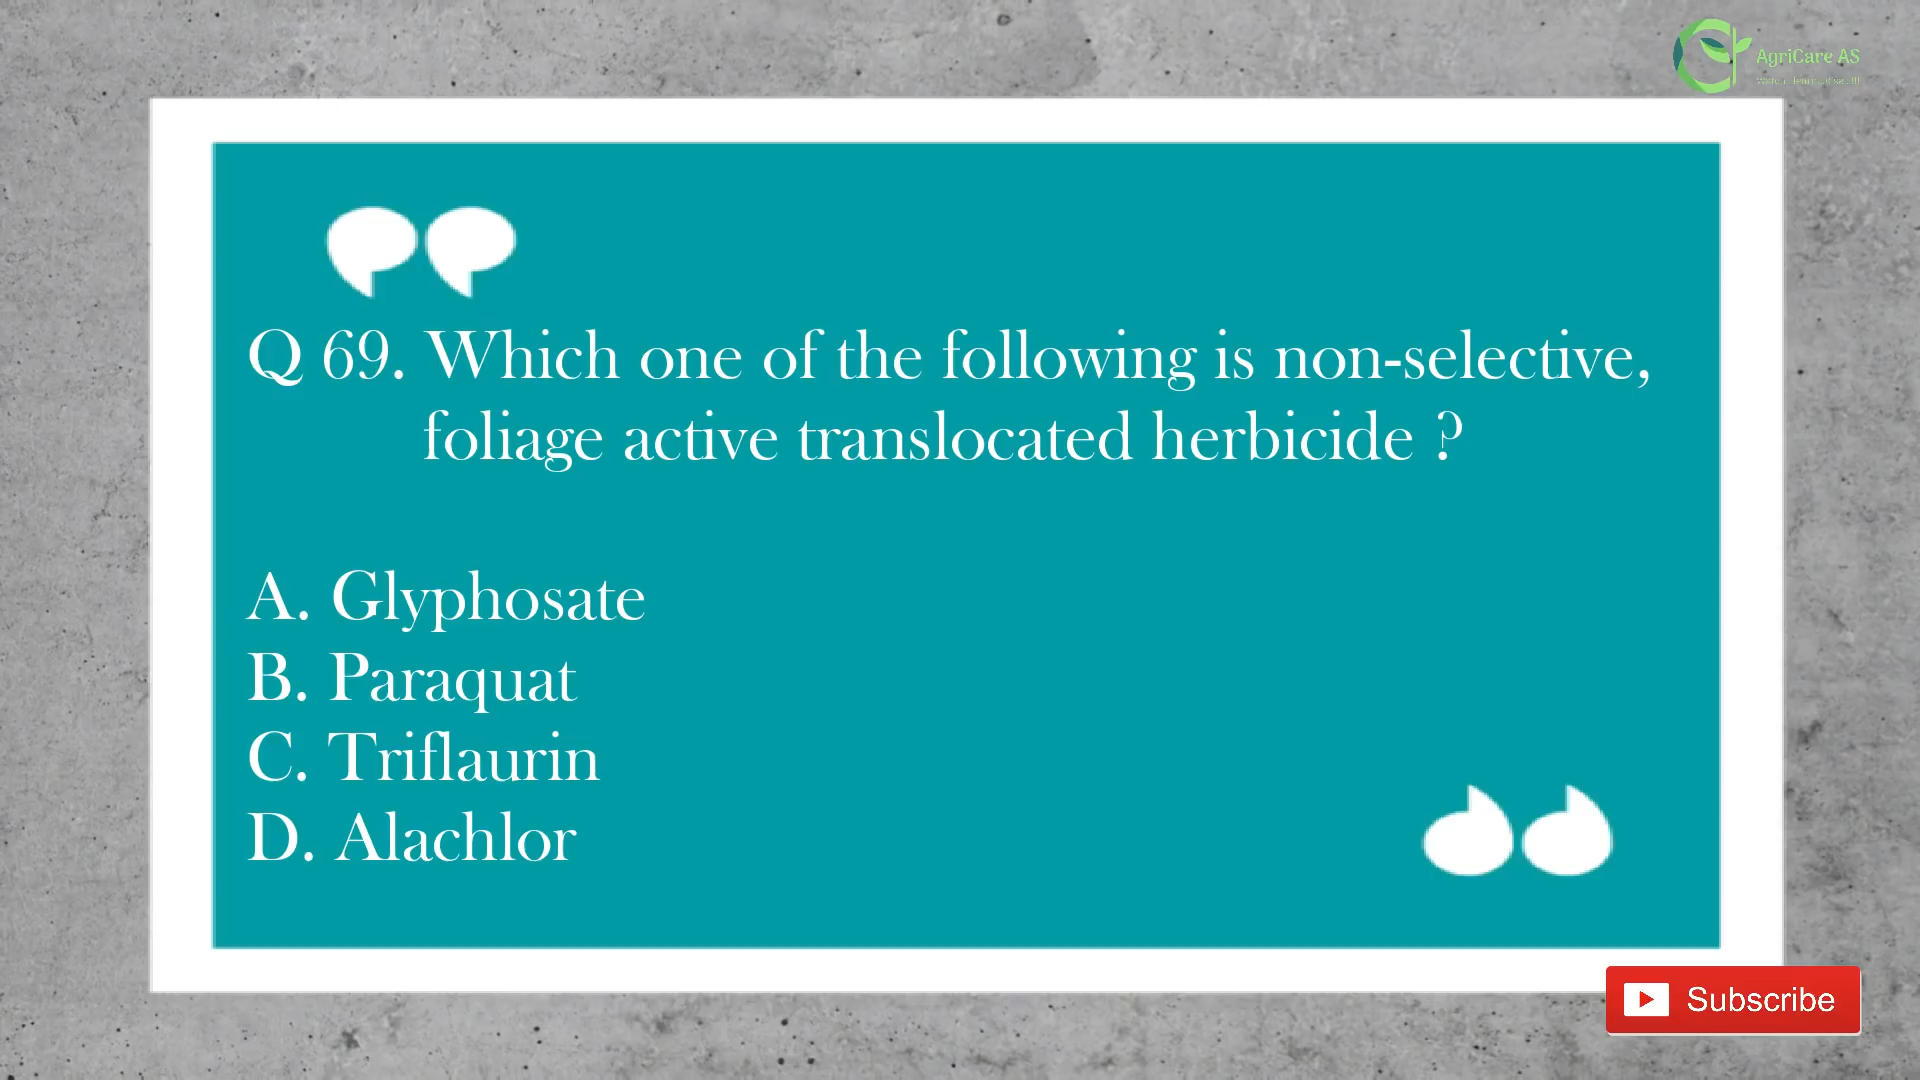 AgriCare AS
Q 69. Which one of the following is non-selective,
foliage active translocated herbicide ?
A. Glyphosate
B. Paraquat
C. Triflaurin
D. Alachlor
Subscribe